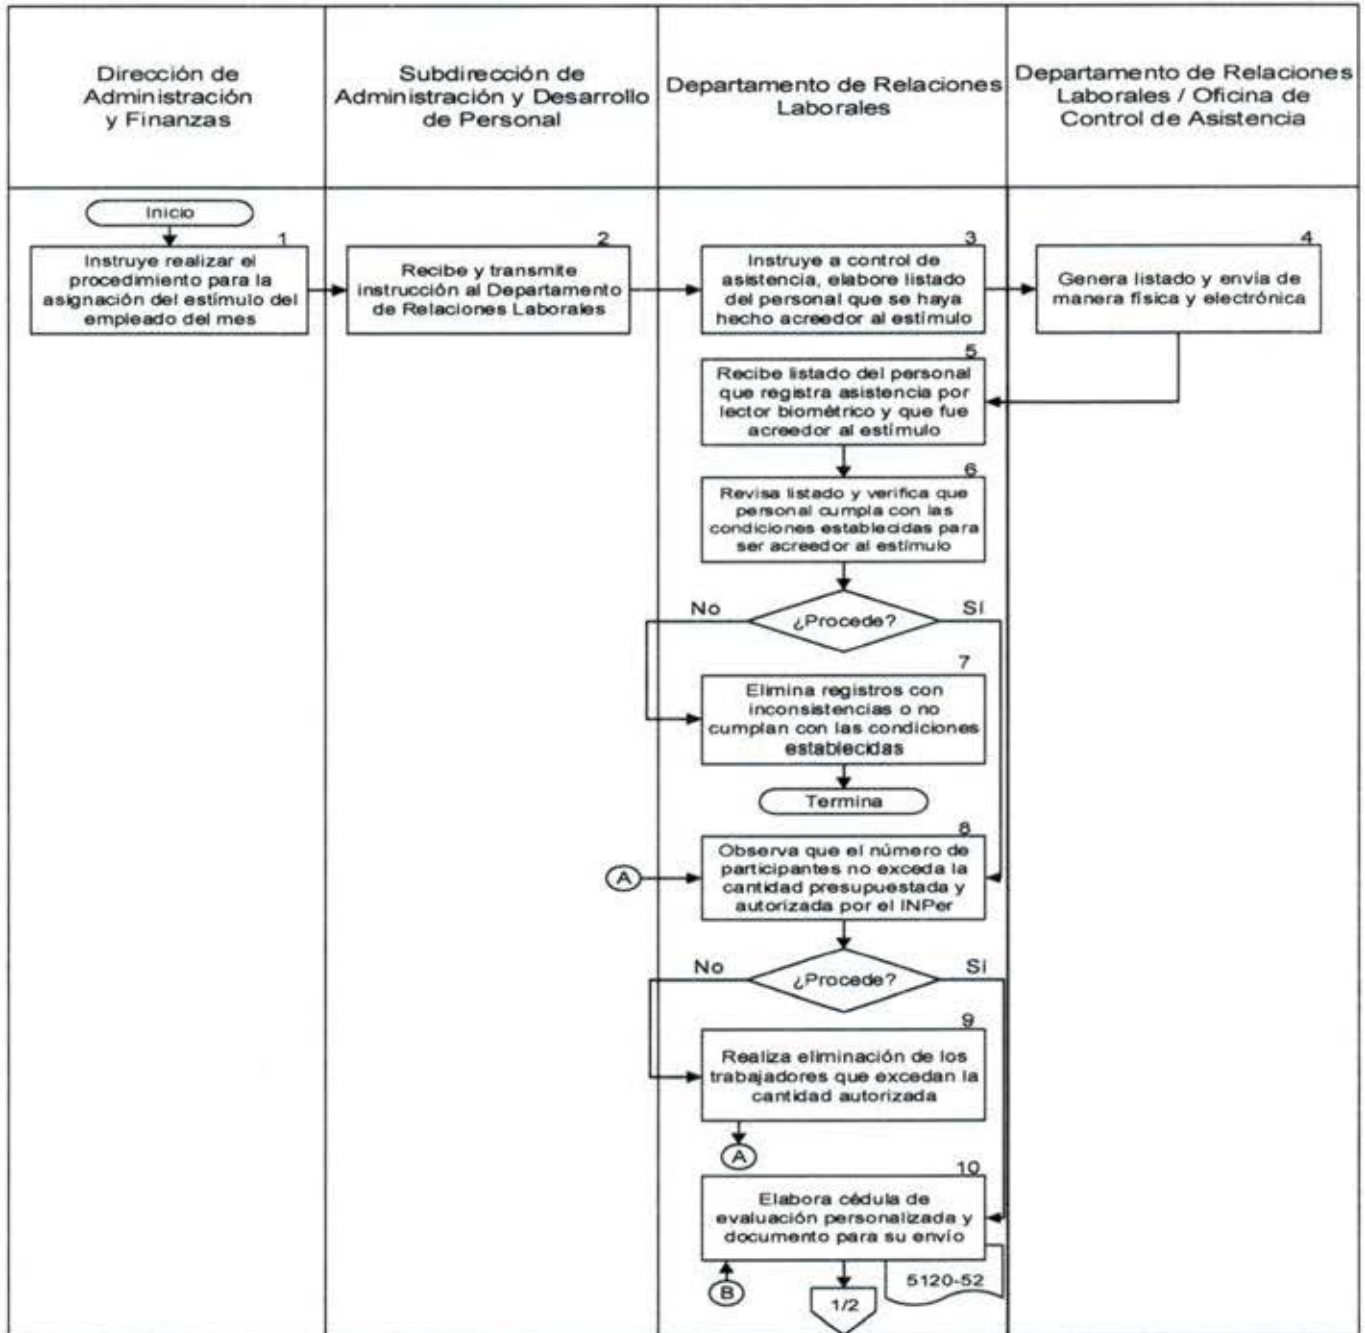 Dirección de
Administración
y Finanzas
Subdirección de
Administración y Desarrollo
de Personal
Departamento de Relaciones
Laborales
Departamento de Relaciones
Laborales / Oficina de
Control de Asistencia
Inicio
1
Instruye realizar el
procedimiento para la
asignación del estímulo del
empleado del mes
2
Recibe y transmite
instrucción al Departamento
de Relaciones Laborales
3
Instruye a control de
asistencia, elabore listado
del personal que se haya
hecho acreedor al estímulo
4
Genera listado y envía de
manera física y electrónica
5
Recibe listado del personal
que registra asistencia por
lector biométrico y que fue
acreedor al estímulo
6
Revisa listado y verifica que
personal cumpla con las
condiciones establecidas para
ser acreedor al estímulo
No
¿Procede?
Sí
7
Elimina registros con
inconsistencias o no
cumplan con las condiciones
establecidas
Termina
8
Observa que el número de
participantes no exceda la
cantidad presupuestada y
autorizada por el INPer
A
No
¿Procede?
Sí
9
Realiza eliminación de los
trabajadores que excedan la
cantidad autorizada
A
10
Elabora cédula de
evaluación personalizada y
documento para su envío
B
1/2
5120-52